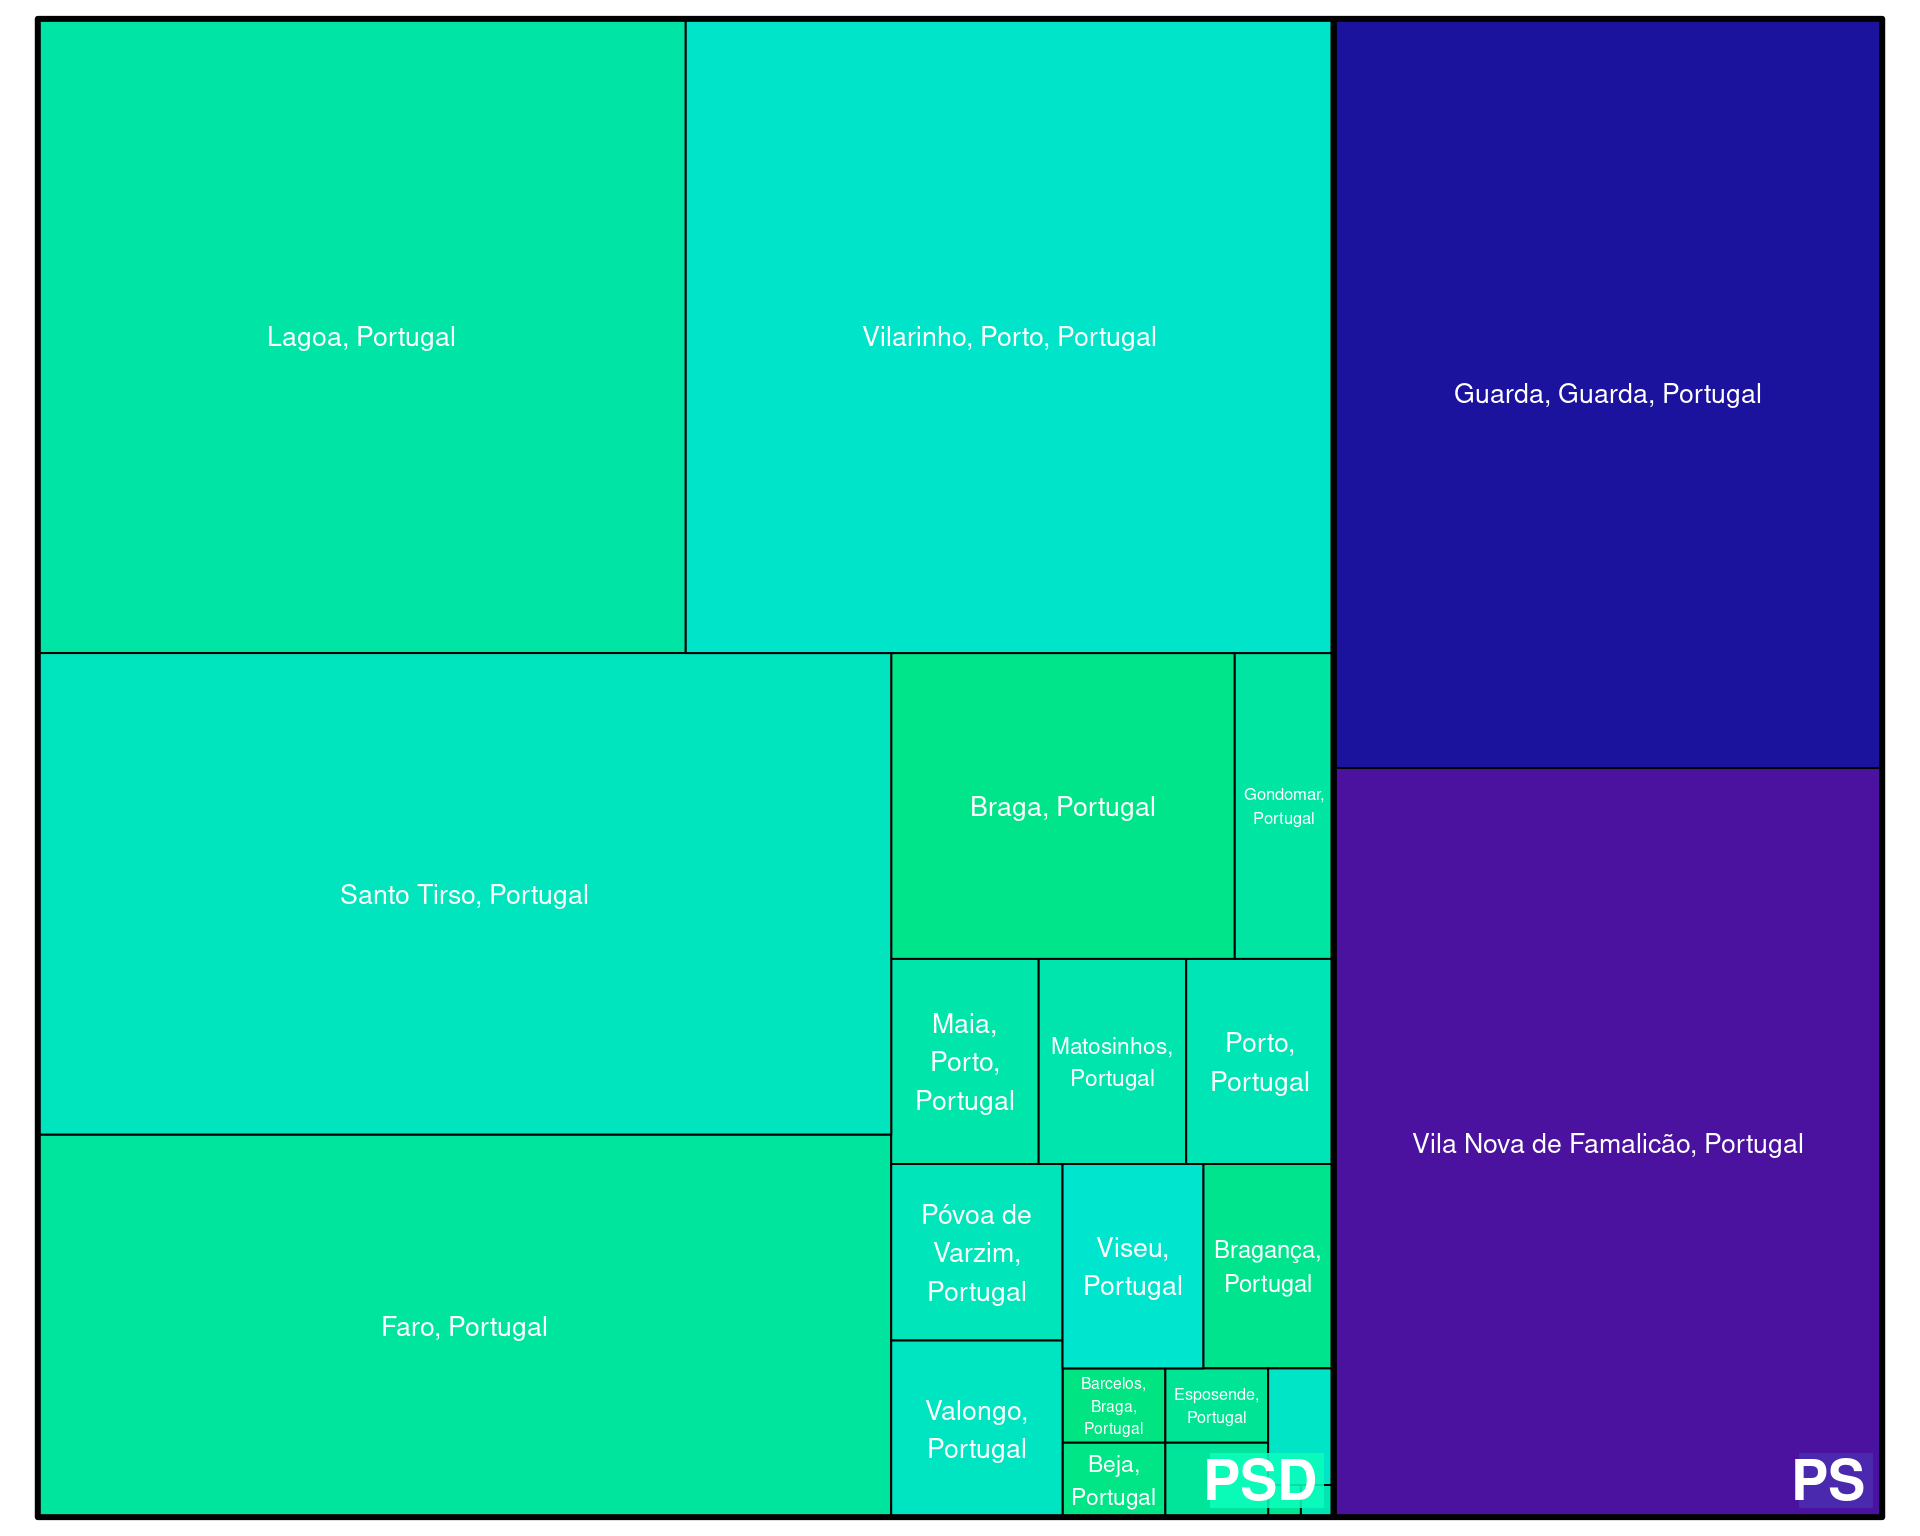 Lagoa, Portugal
Vilarinho, Porto, Portugal
Guarda, Guarda, Portugal
Santo Tirso, Portugal
Braga, Portugal
Gondomar,
Portugal
Maia,
Porto,
Portugal
Matosinhos,
Portugal
Porto,
Portugal
Vila Nova de Famalicão, Portugal
Faro, Portugal
Póvoa de
Varzim,
Portugal
Viseu,
Portugal
Bragança,
Portugal
Valongo,
Portugal
Barcelos,
Braga,
Portugal
Esposende,
Portugal
Beja,
Portugal
PSD
PS